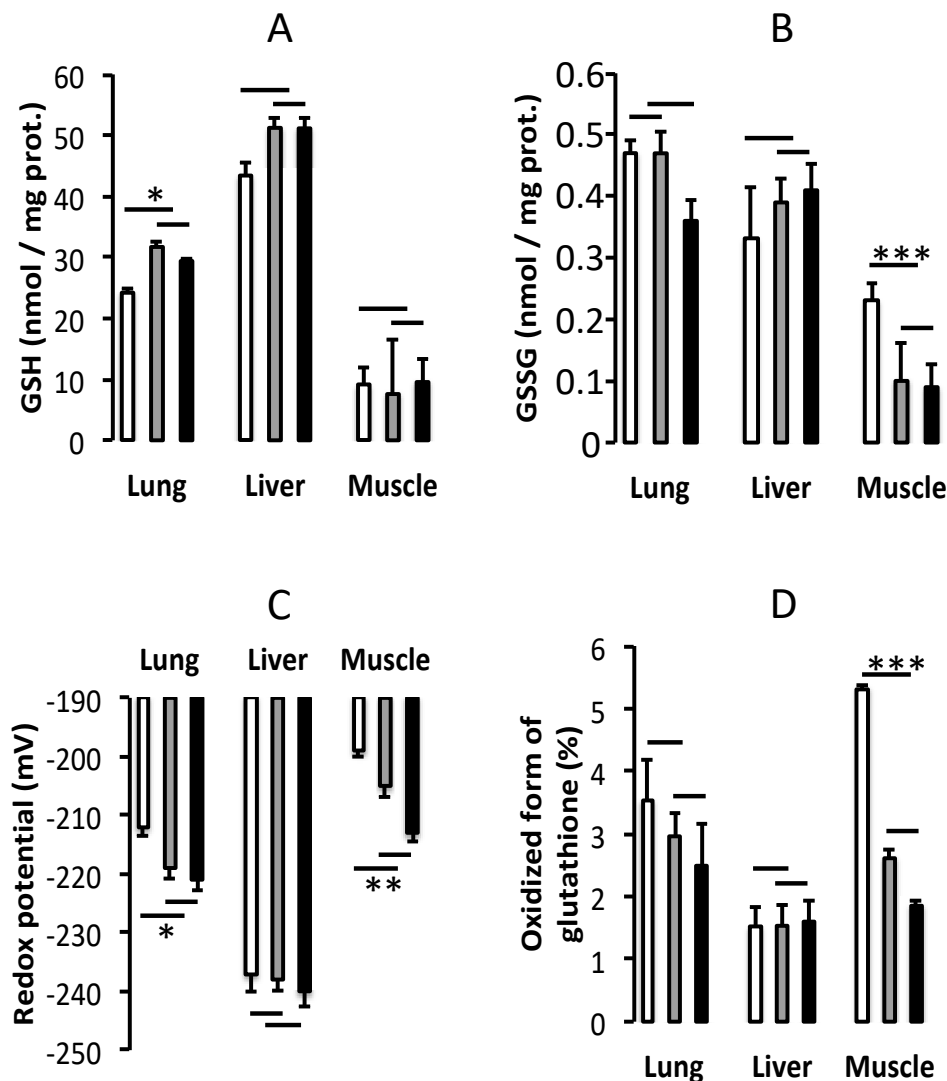 A
GSH (nmol / mg prot.)
60
50
40
30
20
10
0
*
Lung Liver Muscle
B
GSSG (nmol / mg prot.)
0.6
0.5
0.4
0.3
0.2
0.1
0
***
Lung Liver Muscle
C
Lung Liver Muscle
Redox potential (mV)
-190
-200
-210
-220
-230
-240
-250
*
**
D
Oxidized form of
glutathione (%)
6
5
4
3
2
1
0
***
Lung Liver Muscle